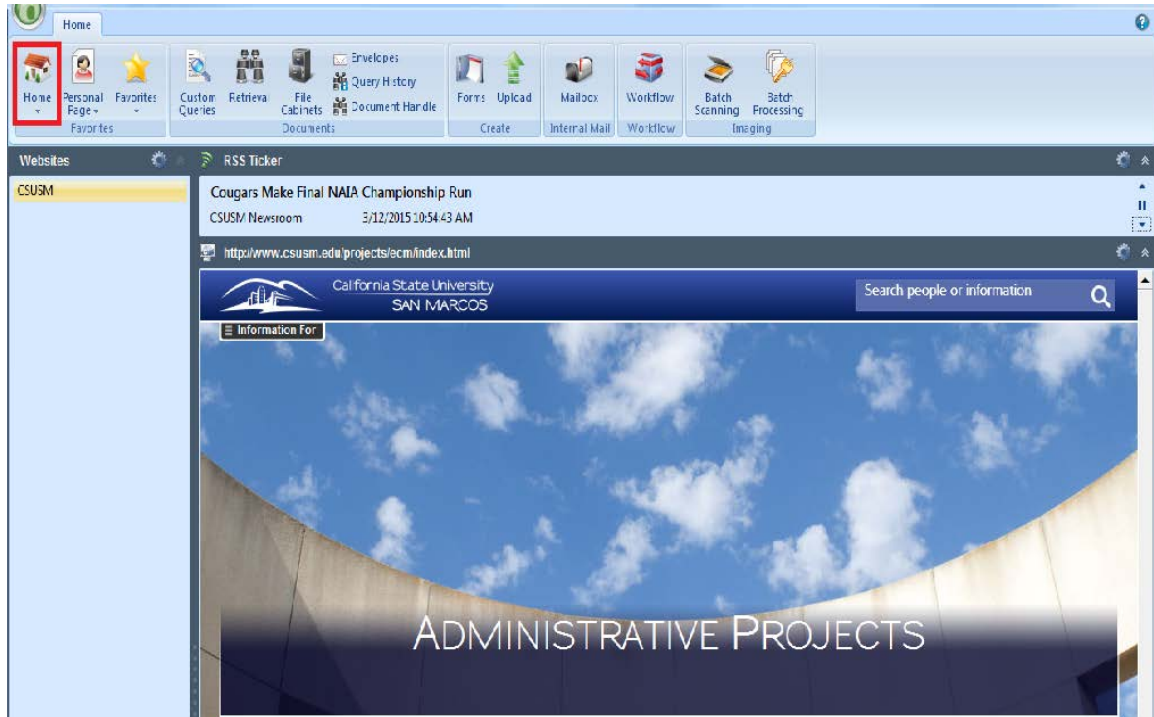 Home
Home
Personal Page
Favorites
Favorites
Custom Queries
Retrieval
File Cabinets
Envelopes
Query History
Document Handle
Documents
Forms
Upload
Create
Mailbox
Internal Mail
Workflow
Workflow
Batch Scanning
Batch Processing
Imaging
Websites
RSS Ticker
CSUSM
Cougars Make Final NAIA Championship Run
CSUSM Newsroom 3/12/2015 10:54:43 AM
http://www.csusm.edu/projects/ecm/index.html
California State University
SAN MARCOS
Search people or information
Information For
ADMINISTRATIVE PROJECTS